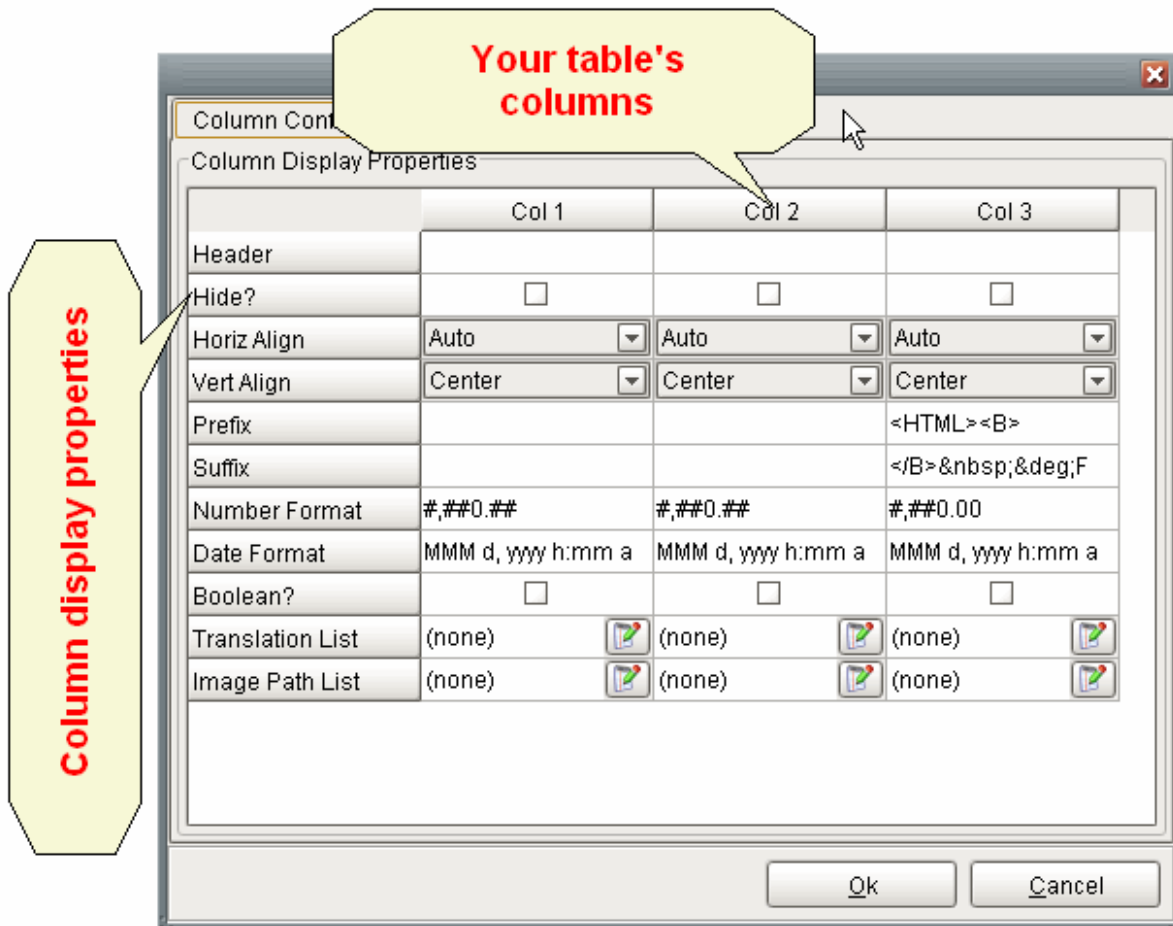 Your table's
columns
Column Cont
Column Display Properties
Col 1 Col 2 Col 3
Header
Hide?
Horiz Align Auto Auto Auto
Vert Align Center Center Center
Prefix <HTML><B>
Suffix </B>&nbsp;&deg;F
Number Format #,##0.## #,##0.## #,##0.00
Date Format MMM d, yyyy h:mm a MMM d, yyyy h:mm a MMM d, yyyy h:mm a
Boolean?
Translation List (none) (none) (none)
Image Path List (none) (none) (none)
Column display properties
Ok Cancel